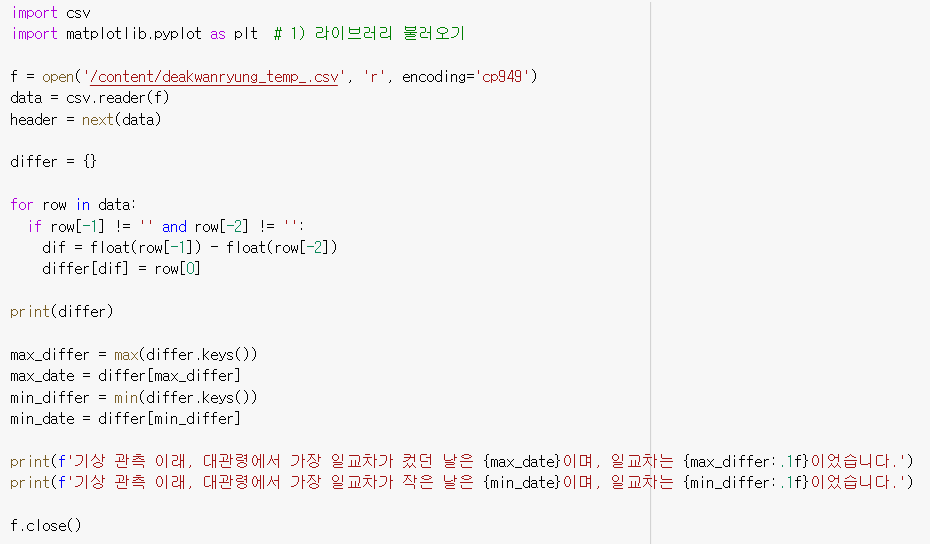 import csv
import matplotlib.pyplot as plt  # 1) 라이브러리 불러오기
f = open('/content/deakwanryung_temp_.csv', 'r', encoding='cp949')
data = csv.reader(f)
header = next(data)
differ = {}
for row in data:
  if row[-1] != '' and row[-2] != '':
    dif = float(row[-1]) - float(row[-2])
    differ[dif] = row[0]
print(differ)
max_differ = max(differ.keys())
max_date = differ[max_differ]
min_differ = min(differ.keys())
min_date = differ[min_differ]
print(f'기상 관측 이래, 대관령에서 가장 일교차가 컸던 날은 {max_date}이며, 일교차는 {max_differ:.1f}이었습니다.')
print(f'기상 관측 이래, 대관령에서 가장 일교차가 작은 날은 {min_date}이며, 일교차는 {min_differ:.1f}이었습니다.')
f.close()